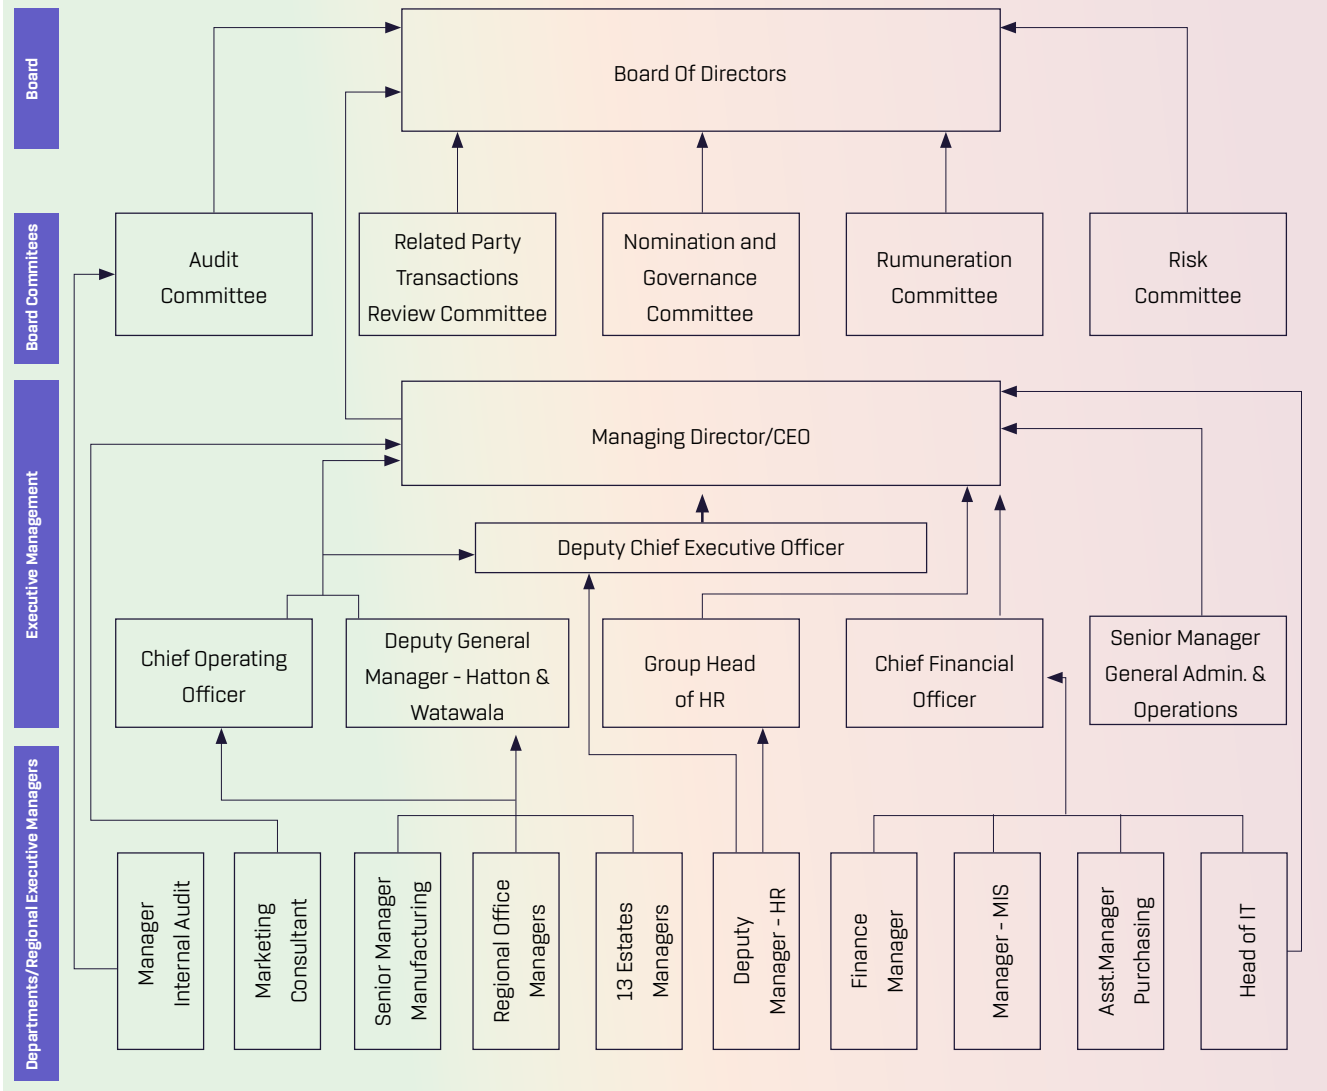 Board
Board Of Directors
Board Commitees
Audit
Committee
Related Party
Transactions
Review Committee
Nomination and
Governance
Committee
Rumuneration
Committee
Risk
Committee
Executive Management
Managing Director/CEO
Deputy Chief Executive Officer
Chief Operating
Officer
Deputy General
Manager - Hatton &
Watawala
Group Head
of HR
Chief Financial
Officer
Senior Manager
General Admin. &
Operations
Departments/Regional Executive Managers
Manager
Internal Audit
Marketing
Consultant
Senior Manager
Manufacturing
Regional Office
Managers
13 Estates
Managers
Deputy
Manager - HR
Finance
Manager
Manager - MIS
Asst.Manager
Purchasing
Head of IT